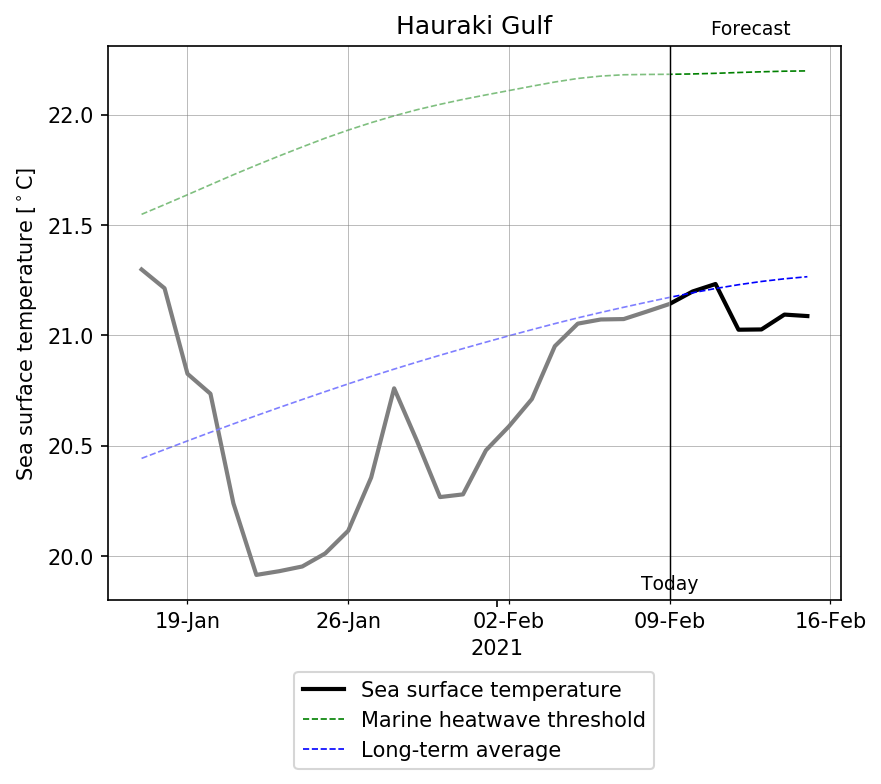 Hauraki Gulf
Forecast
Sea surface temperature [°C]
22.0
21.5
21.0
20.5
20.0
Today
19-Jan
26-Jan
02-Feb
09-Feb
16-Feb
2021
Sea surface temperature
Marine heatwave threshold
Long-term average